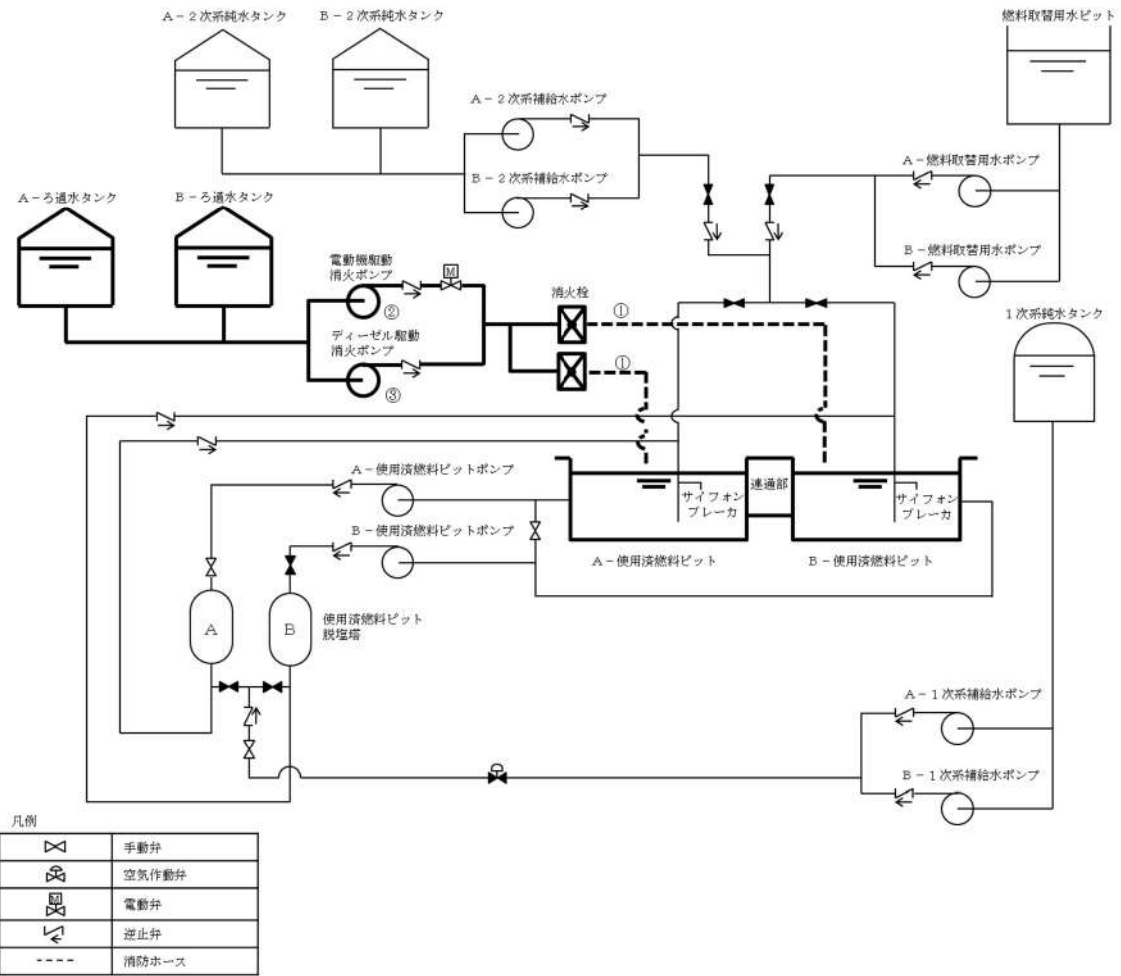 A－2次系純水タンク
B－2次系純水タンク
燃料取替用水ピット
A－2次系補給水ポンプ
B－2次系補給水ポンプ
A－燃料取替用水ポンプ
B－燃料取替用水ポンプ
A－ろ過水タンク
B－ろ過水タンク
電動機駆動
消火ポンプ
M
②
ディーゼル駆動
消火ポンプ
③
消火栓
①
①
1次系純水タンク
A－使用済燃料ピットポンプ
B－使用済燃料ピットポンプ
サイフォン
ブレーカ
連通部
サイフォン
ブレーカ
A－使用済燃料ピット
B－使用済燃料ピット
A
B
使用済燃料ピット
脱塩塔
A－1次系補給水ポンプ
B－1次系補給水ポンプ
凡例
手動弁
空気作動弁
M
電動弁
逆止弁
消防ホース